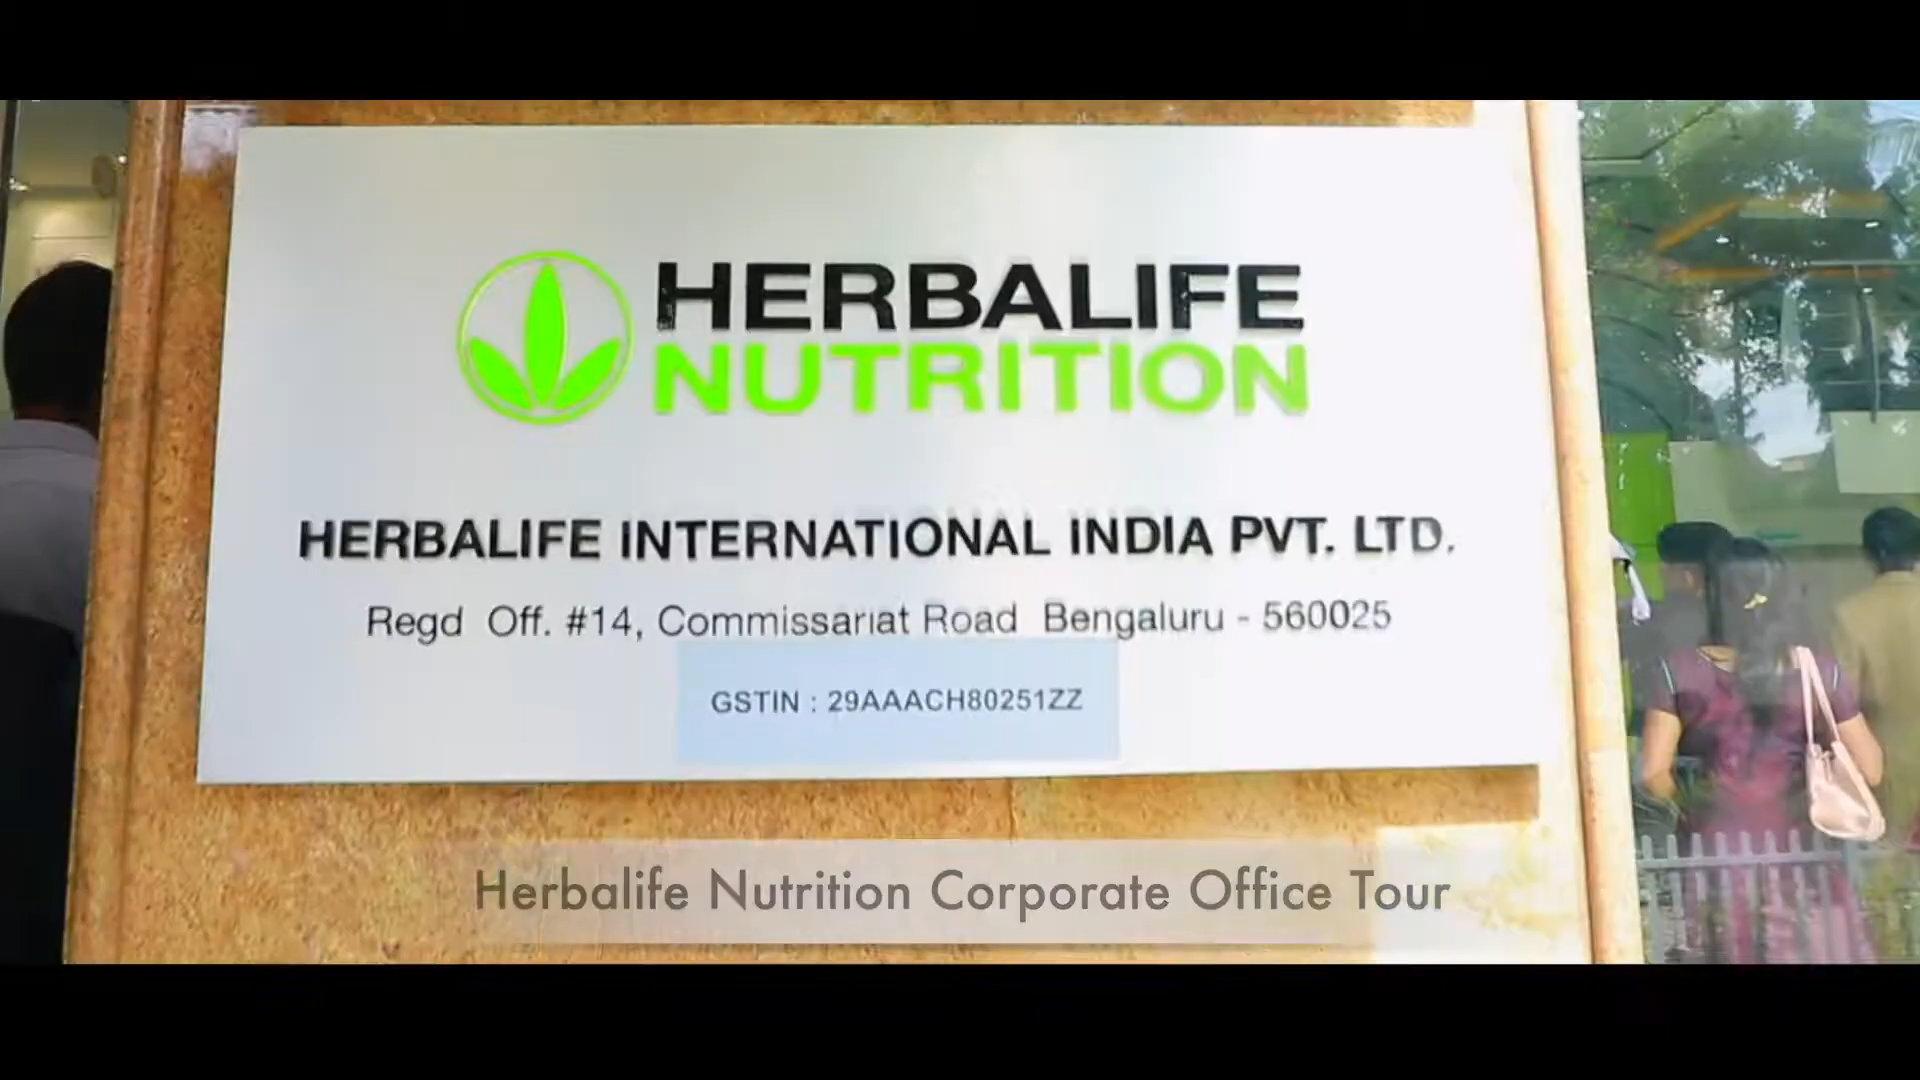 HERBALIFE
NUTRITION
HERBALIFE INTERNATIONAL INDIA PVT. LTD.
Regd Off. #14, Commissariat Road Bengaluru - 560025
GSTIN : 29AAACH80251ZZ
Herbalife Nutrition Corporate Office Tour